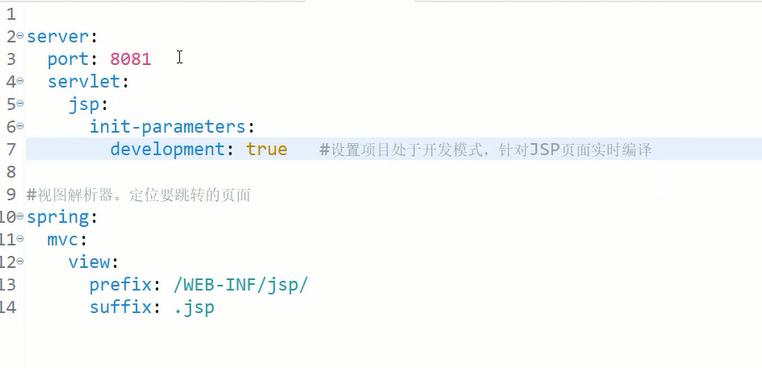 1
2 server:
3   port: 8081
4   servlet:
5     jsp:
6       init-parameters:
7         development: true   #设置项目处于开发模式，针对JSP页面实时编译
8
9 #视图解析器。定位要跳转的页面
10 spring:
11   mvc:
12     view:
13       prefix: /WEB-INF/jsp/
14       suffix: .jsp